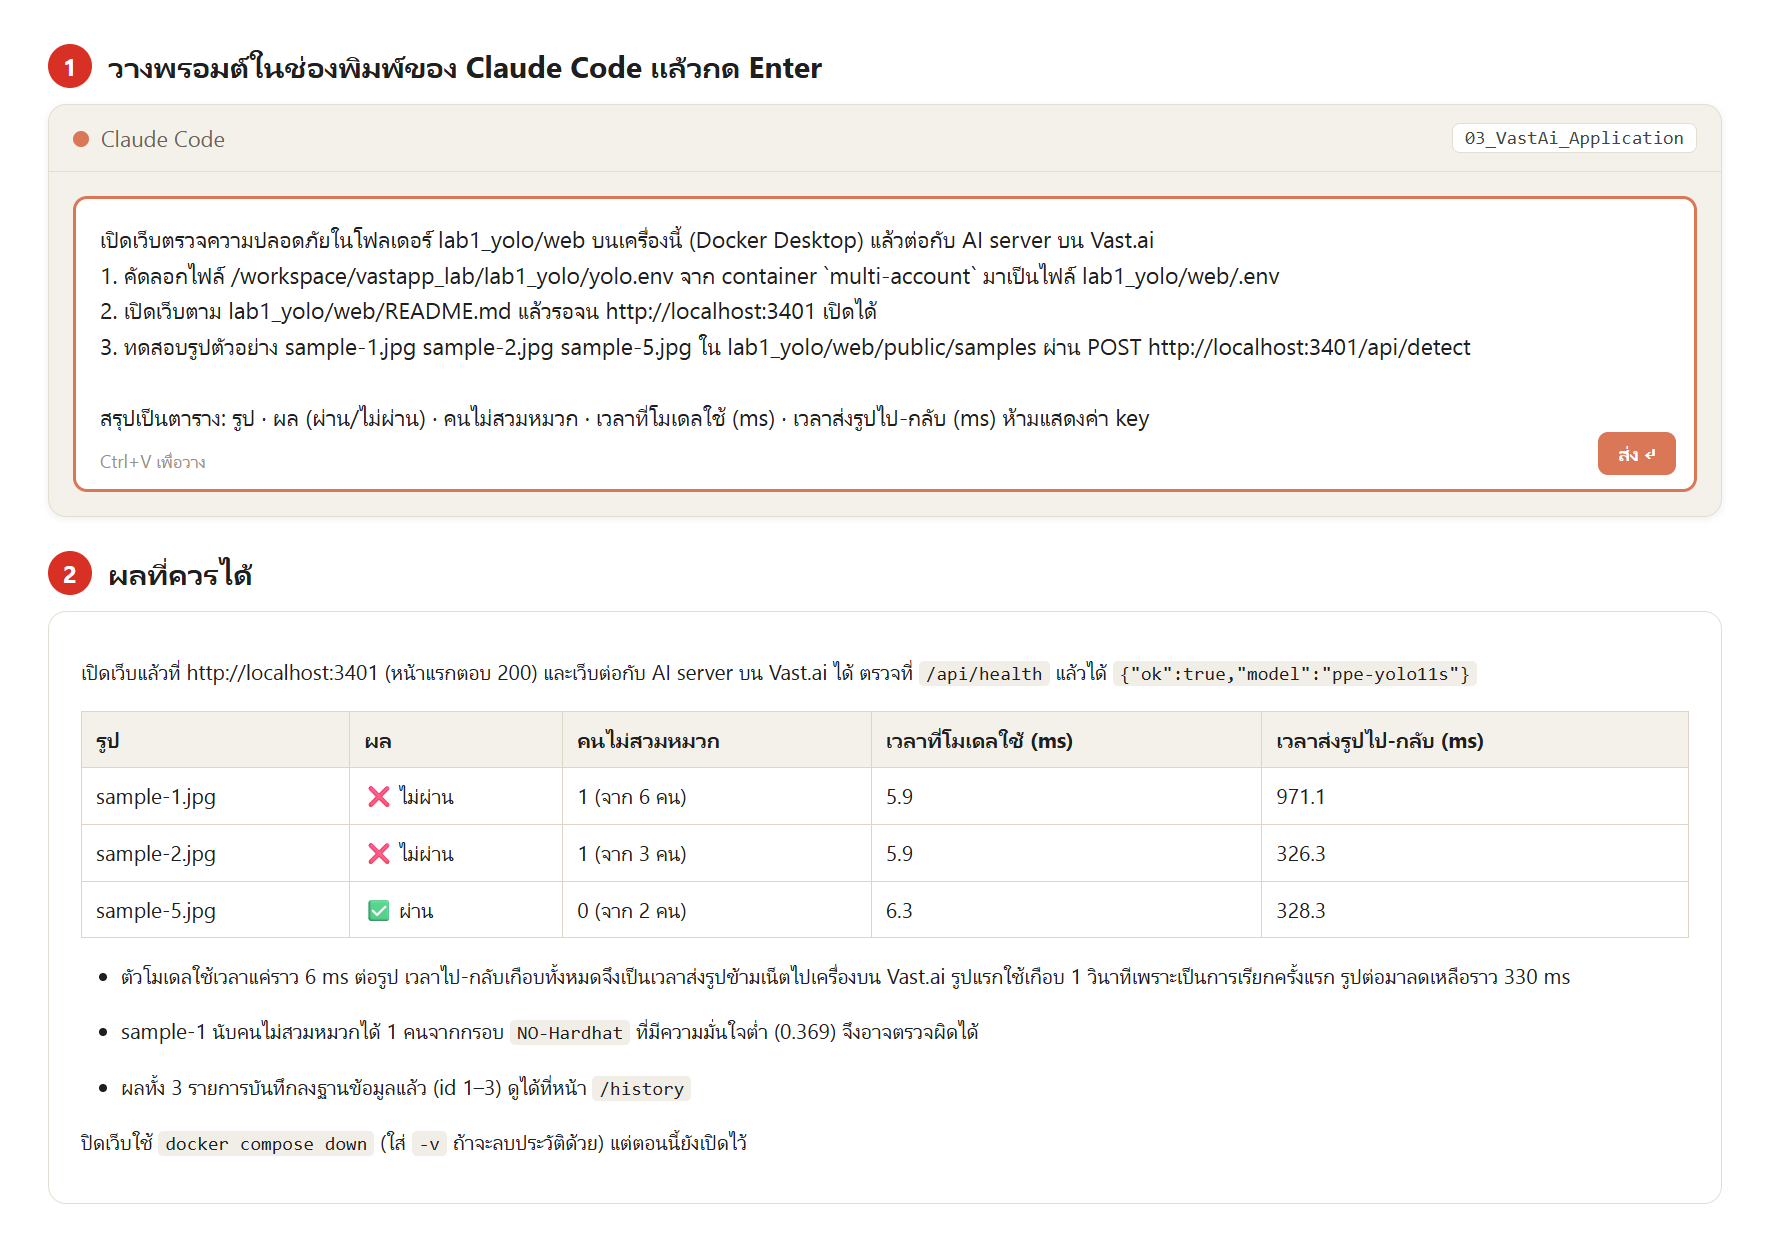 1 วางพรอมต์ในช่องพิมพ์ของ Claude Code แล้วกด Enter
Claude Code
03_VastAi_Application
เปิดเว็บตรวจความปลอดภัยในโฟลเดอร์ lab1_yolo/web บนเครื่องนี้ (Docker Desktop) แล้วต่อกับ AI server บน Vast.ai
1. คัดลอกไฟล์ /workspace/vastapp_lab/lab1_yolo/yolo.env จาก container `multi-account` มาเป็นไฟล์ lab1_yolo/web/.env
2. เปิดเว็บตาม lab1_yolo/web/README.md แล้วรอจน http://localhost:3401 เปิดได้
3. ทดสอบรูปตัวอย่าง sample-1.jpg sample-2.jpg sample-5.jpg ใน lab1_yolo/web/public/samples ผ่าน POST http://localhost:3401/api/detect
สรุปเป็นตาราง: รูป · ผล (ผ่าน/ไม่ผ่าน) · คนไม่สวมหมวก · เวลาที่โมเดลใช้ (ms) · เวลาส่งรูปไป-กลับ (ms) ห้ามแสดงค่า key
Ctrl+V เพื่อวาง
ส่ง ↵
2 ผลที่ควรได้
เปิดเว็บแล้วที่ http://localhost:3401 (หน้าแรกตอบ 200) และเว็บต่อกับ AI server บน Vast.ai ได้ ตรวจที่ /api/health แล้วได้ {"ok":true,"model":"ppe-yolo11s"}
รูป ผล คนไม่สวมหมวก เวลาที่โมเดลใช้ (ms) เวลาส่งรูปไป-กลับ (ms)
sample-1.jpg ❌ ไม่ผ่าน 1 (จาก 6 คน) 5.9 971.1
sample-2.jpg ❌ ไม่ผ่าน 1 (จาก 3 คน) 5.9 326.3
sample-5.jpg ✅ ผ่าน 0 (จาก 2 คน) 6.3 328.3
• ตัวโมเดลใช้เวลาแค่ราว 6 ms ต่อรูป เวลาไป-กลับเกือบทั้งหมดจึงเป็นเวลาส่งรูปข้ามเน็ตไปเครื่องบน Vast.ai รูปแรกใช้เกือบ 1 วินาทีเพราะเป็นการเรียกครั้งแรก รูปต่อมาลดเหลือราว 330 ms
• sample-1 นับคนไม่สวมหมวกได้ 1 คนจากกรอบ NO-Hardhat ที่มีความมั่นใจต่ำ (0.369) จึงอาจตรวจผิดได้
• ผลทั้ง 3 รายการบันทึกลงฐานข้อมูลแล้ว (id 1–3) ดูได้ที่หน้า /history
ปิดเว็บใช้ docker compose down (ใส่ -v ถ้าจะลบประวัติด้วย) แต่ตอนนี้ยังเปิดไว้